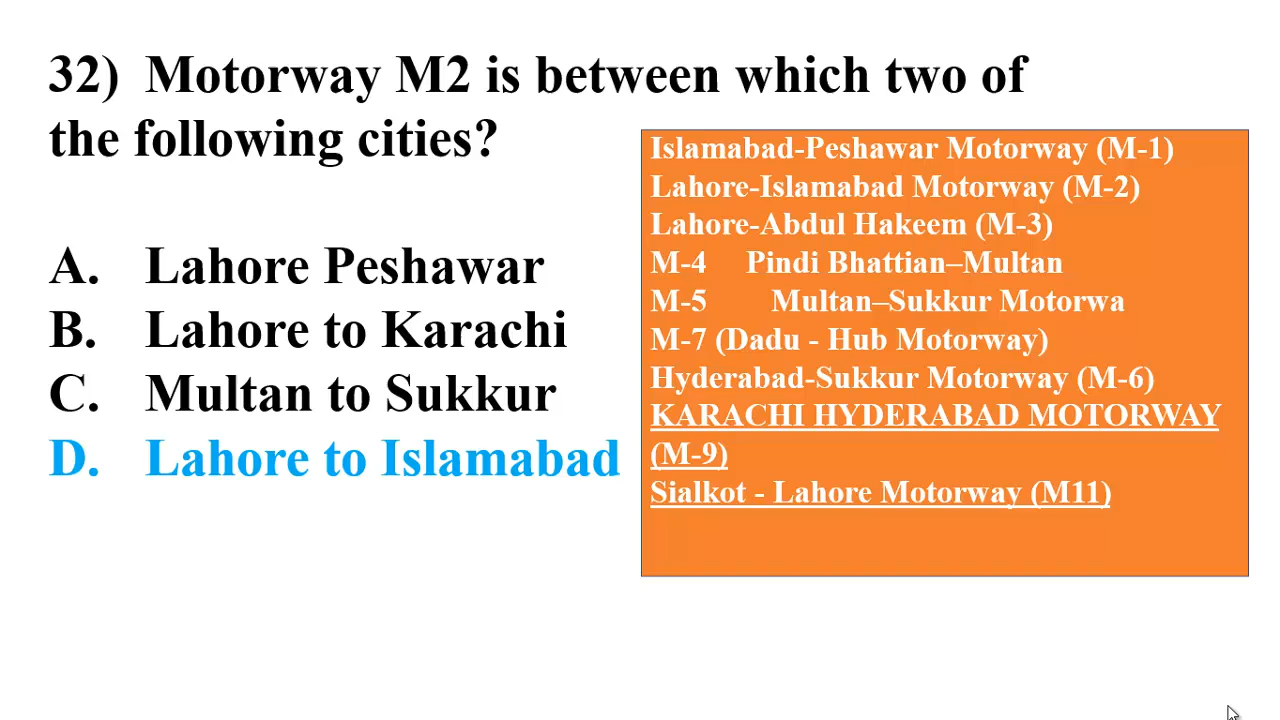 32) Motorway M2 is between which two of
the following cities?
A. Lahore Peshawar
B. Lahore to Karachi
C. Multan to Sukkur
D. Lahore to Islamabad
Islamabad-Peshawar Motorway (M-1)
Lahore-Islamabad Motorway (M-2)
Lahore-Abdul Hakeem (M-3)
M-4 Pindi Bhattian–Multan
M-5 Multan–Sukkur Motorwa
M-7 (Dadu - Hub Motorway)
Hyderabad-Sukkur Motorway (M-6)
KARACHI HYDERABAD MOTORWAY
(M-9)
Sialkot - Lahore Motorway (M11)